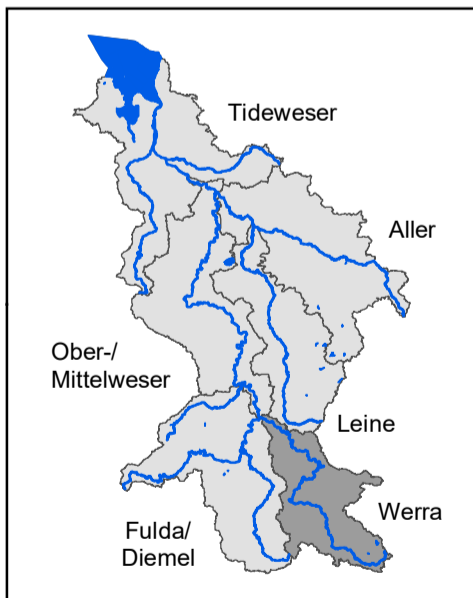 Tideweser
Aller
Ober-/
Mittelweser
Leine
Werra
Fulda/
Diemel